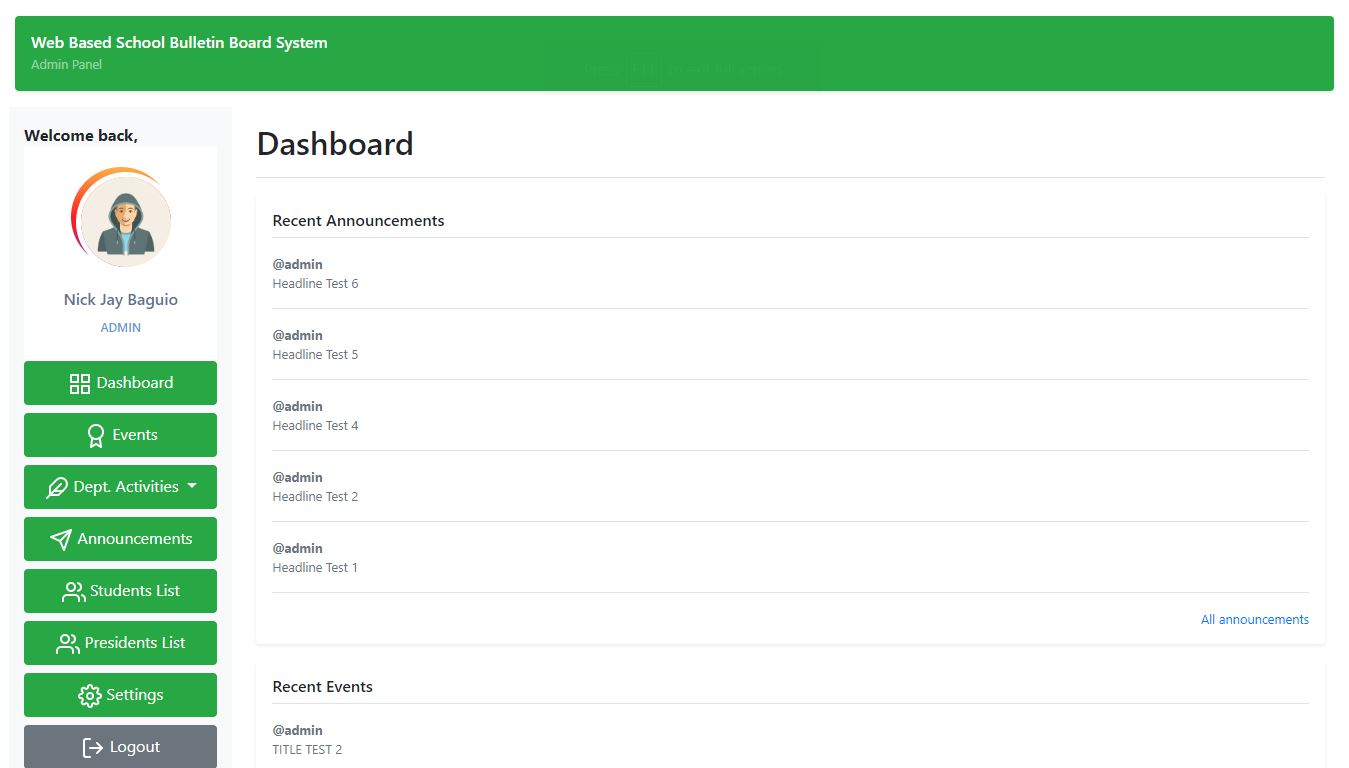 Web Based School Bulletin Board System
Admin Panel
Welcome back,
Nick Jay Baguio
ADMIN
Dashboard
Events
Dept. Activities
Announcements
Students List
Presidents List
Settings
Logout
Dashboard
Recent Announcements
@admin
Headline Test 6
@admin
Headline Test 5
@admin
Headline Test 4
@admin
Headline Test 2
@admin
Headline Test 1
All announcements
Recent Events
@admin
TITLE TEST 2